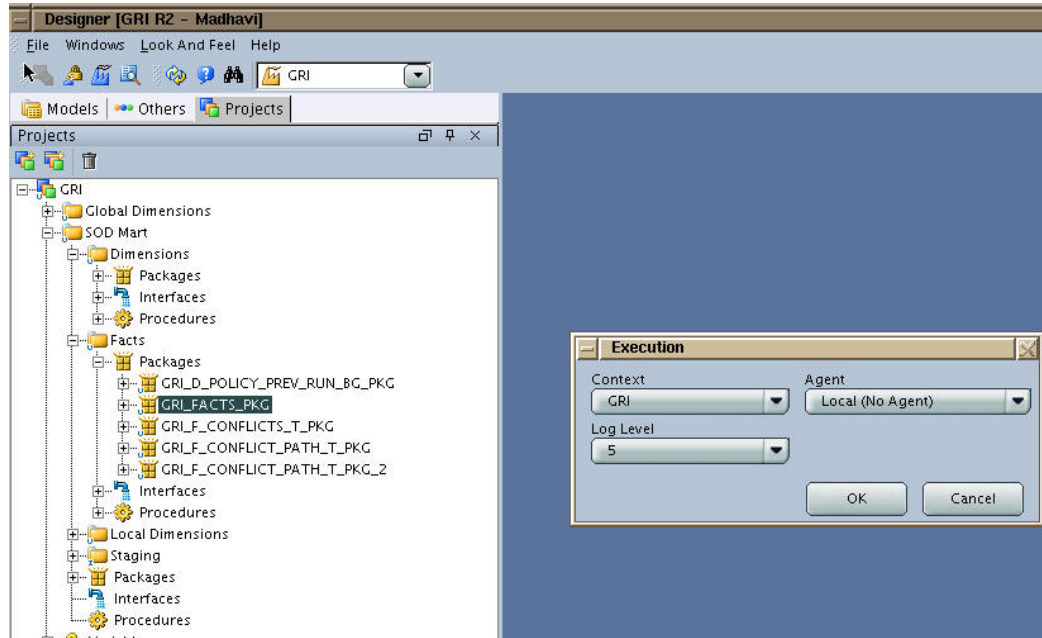 Designer [GRI R2 - Madhavi]
File Windows Look And Feel Help
GRI
Models Others Projects
Projects
GRI
Global Dimensions
SOD Mart
Dimensions
Packages
Interfaces
Procedures
Facts
Packages
GRI_D_POLICY_PREV_RUN_BG_PKG
GRI_FACTS_PKG
GRI_F_CONFLICTS_T_PKG
GRI_F_CONFLICT_PATH_T_PKG
GRI_F_CONFLICT_PATH_T_PKG_2
Interfaces
Procedures
Local Dimensions
Staging
Packages
Interfaces
Procedures
Execution
Context Agent
GRI Local (No Agent)
Log Level
5
OK Cancel